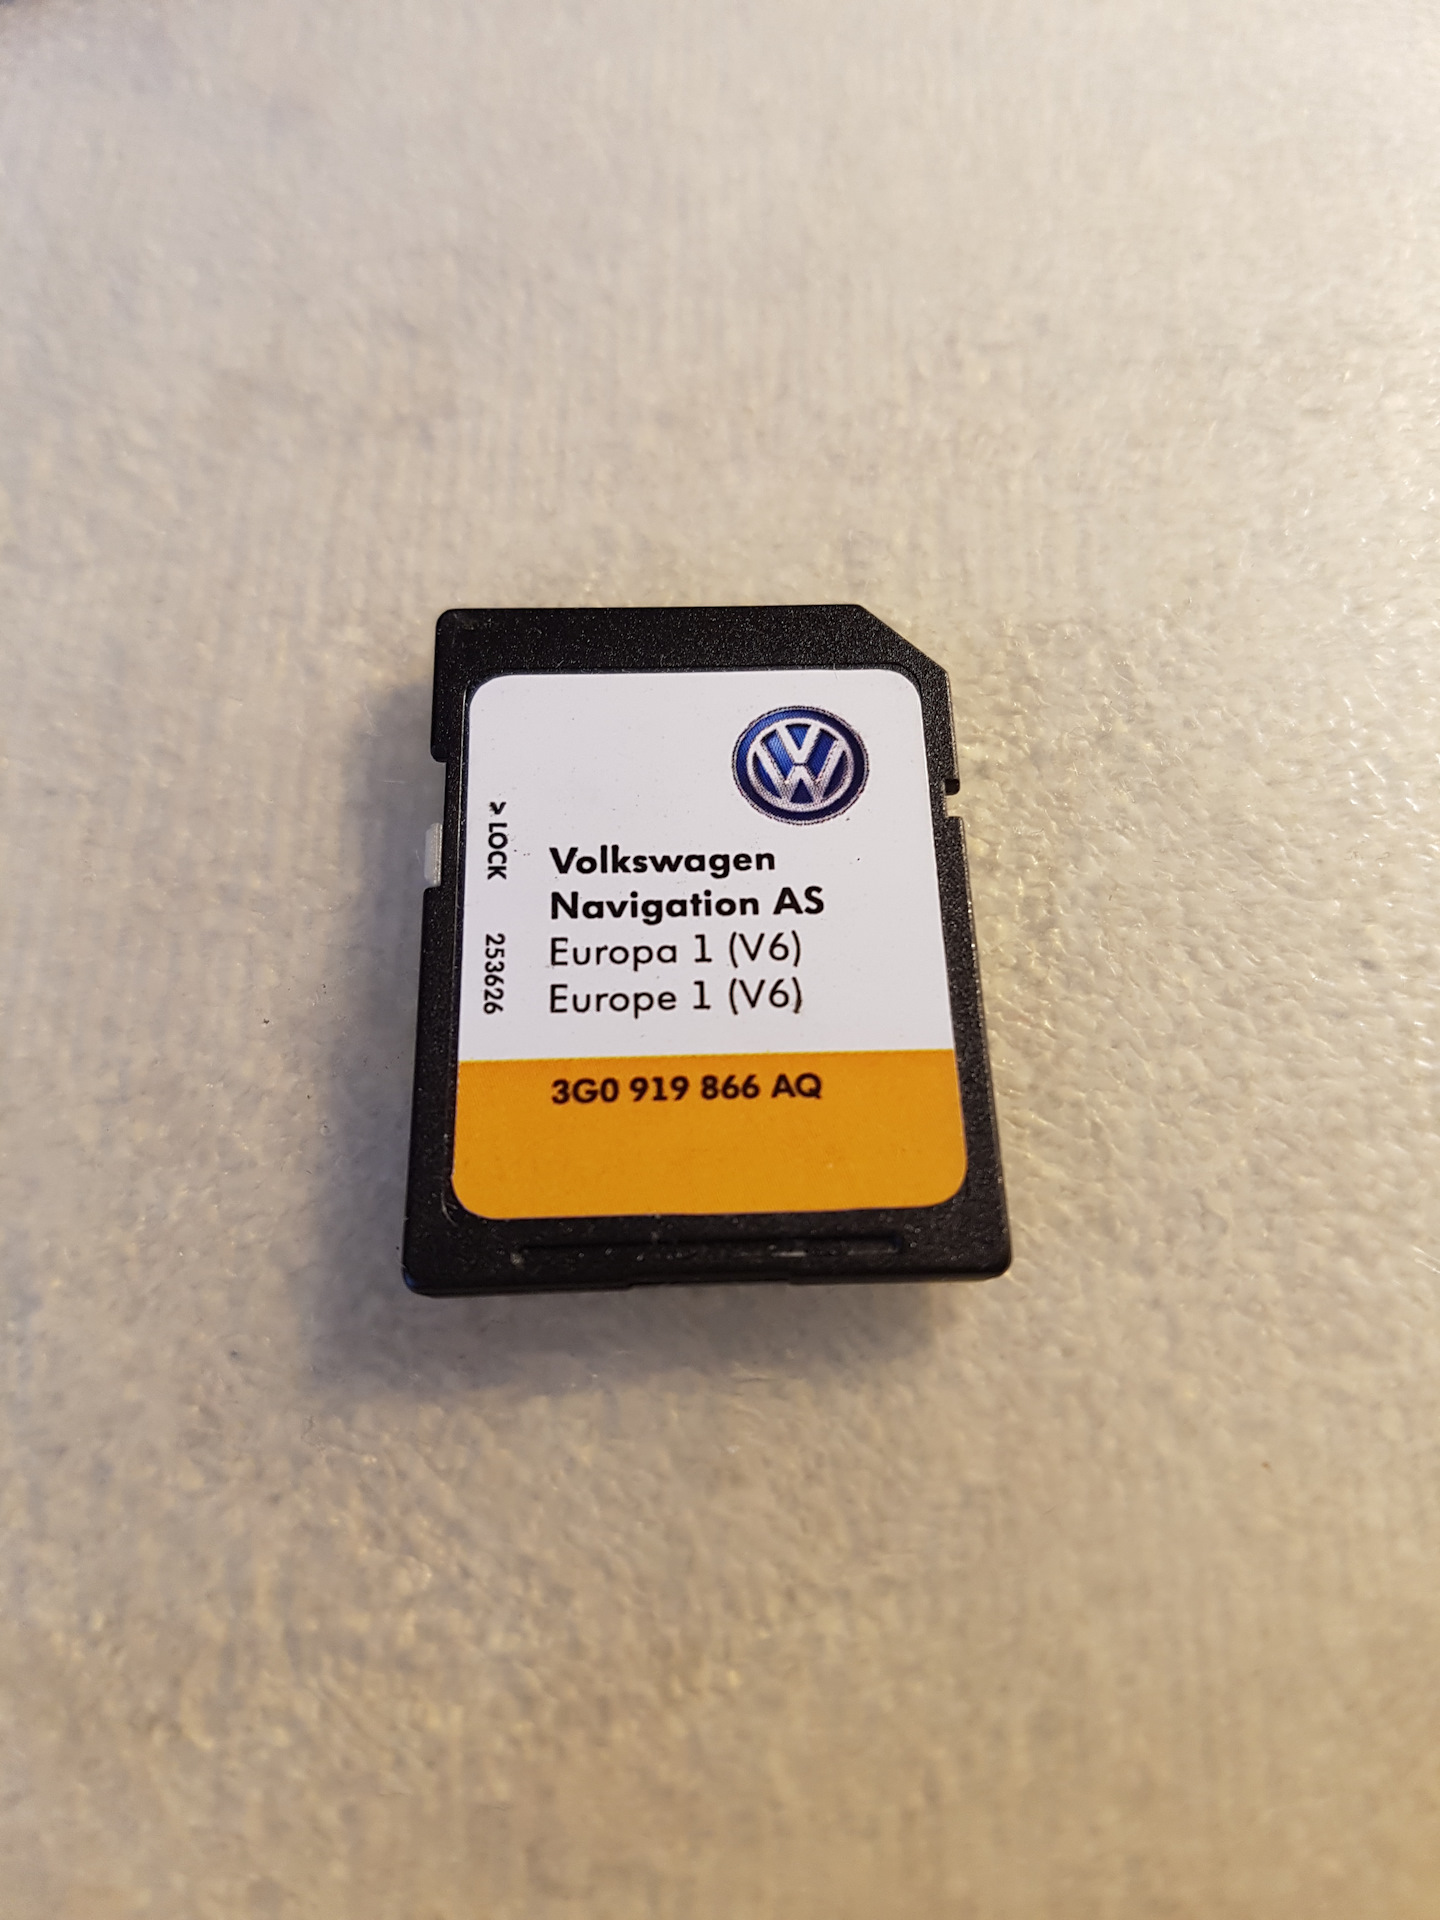 > LOCK 253626
Volkswagen
Navigation AS
Europa 1 (V6)
Europe 1 (V6)
3G0 919 866 AQ